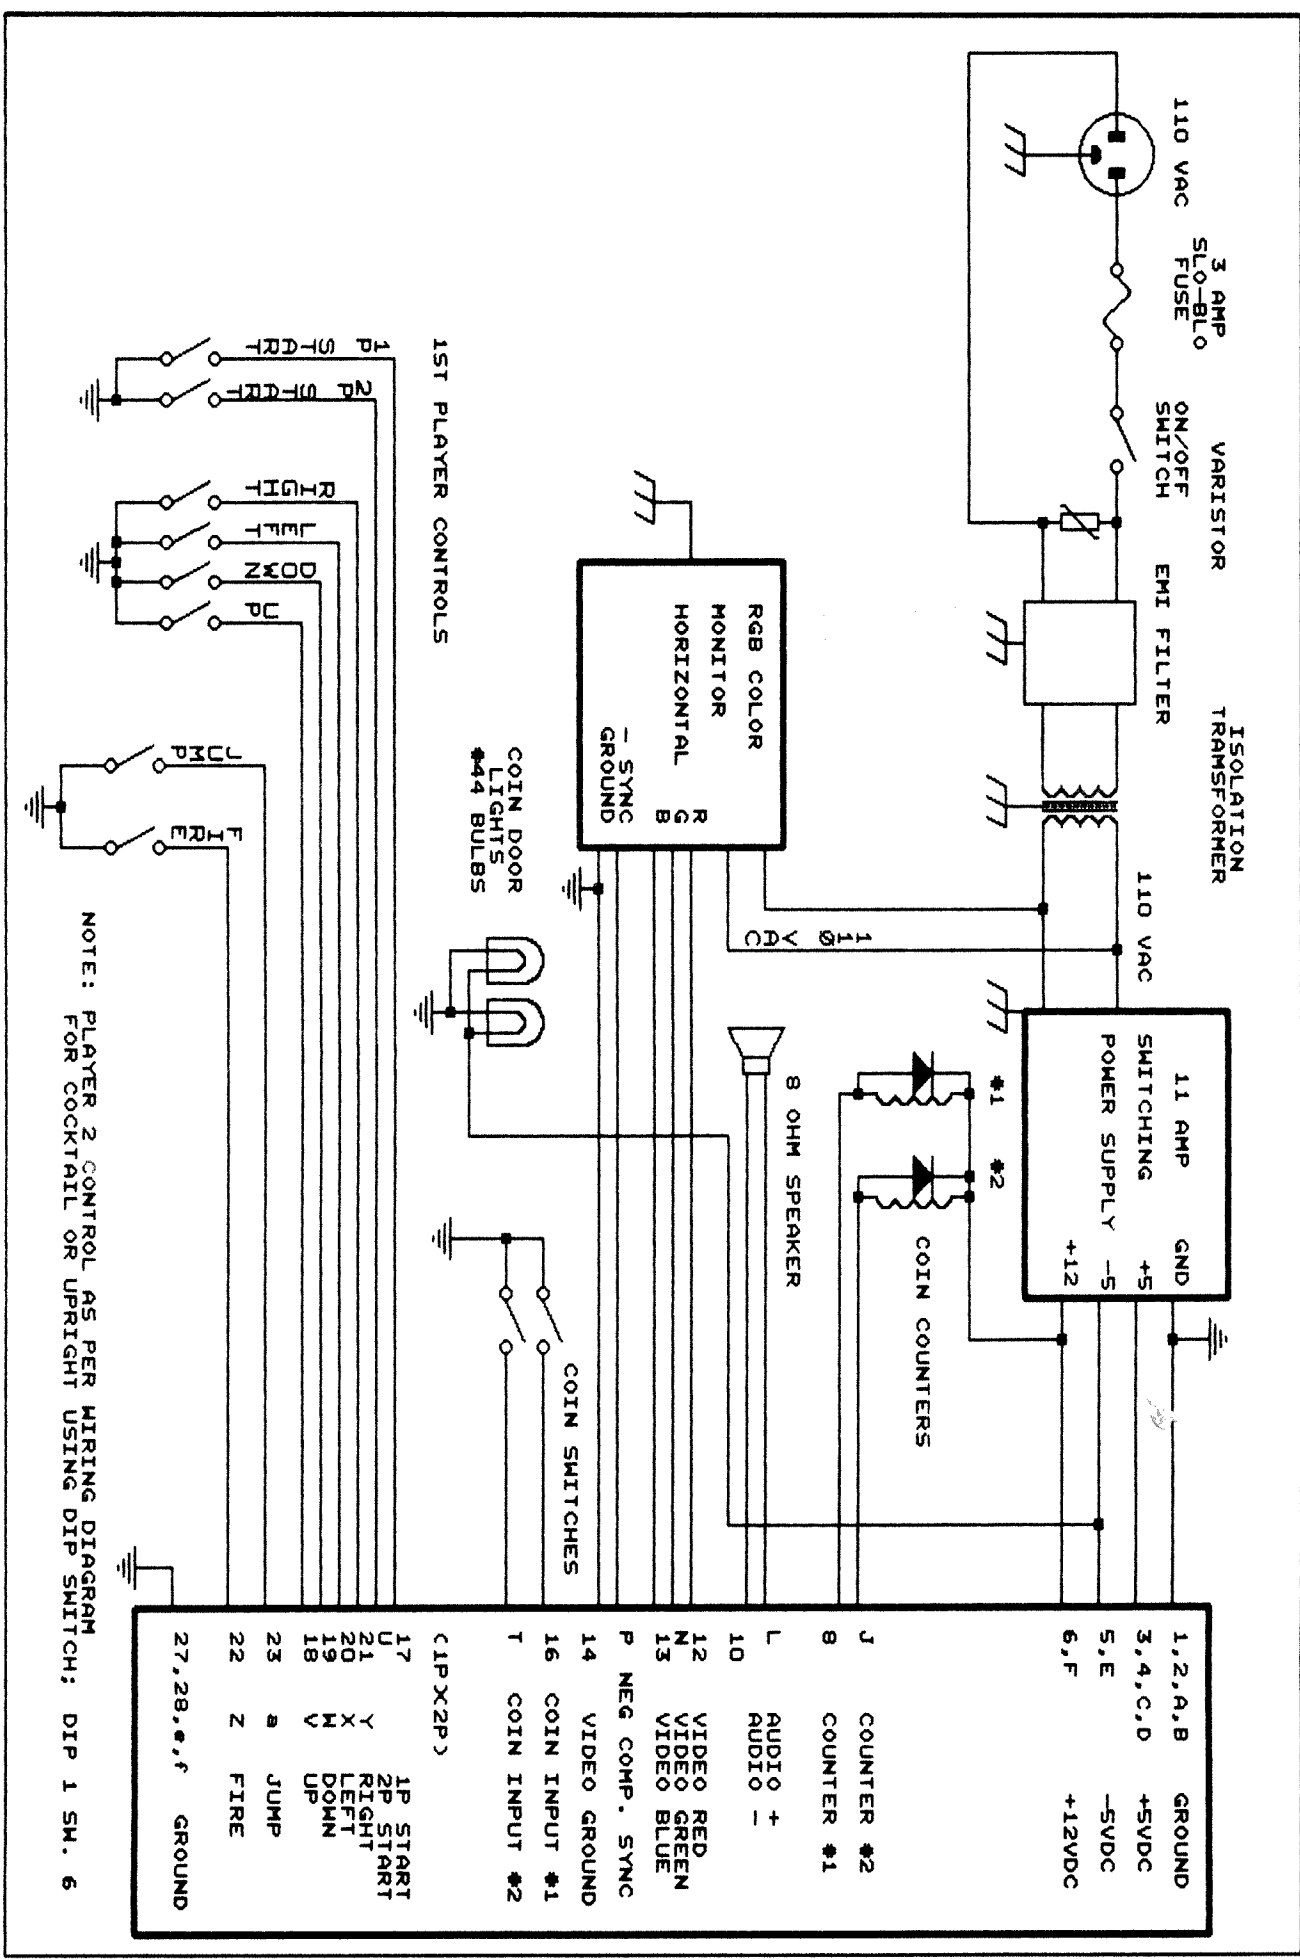 110 VAC
3 AMP
SLO-BLO
FUSE
ON/OFF
SWITCH
VARISTOR
EMI FILTER
ISOLATION
TRAMSFORMER
110 VAC
11 AMP
SWITCHING
POWER SUPPLY
GND
+5
-5
+12
1,2,A,B GROUND
3,4,C,D +5VDC
5,E -5VDC
6,F +12VDC
#1
#2
COIN COUNTERS
J COUNTER #2
8 COUNTER #1
110 VAC
8 OHM SPEAKER
L AUDIO +
10 AUDIO -
RGB COLOR
MONITOR
HORIZONTAL
R
G
B
- SYNC
GROUND
12 VIDEO RED
N VIDEO GREEN
13 VIDEO BLUE
P NEG COMP. SYNC
14 VIDEO GROUND
COIN DOOR
LIGHTS
#44 BULBS
COIN SWITCHES
16 COIN INPUT #1
T COIN INPUT #2
1ST PLAYER CONTROLS
(1PX2P)
1P START
2P START
RIGHT
LEFT
DOWN
UP
JUMP
FIRE
17 1P START
U 2P START
21 Y RIGHT
20 X LEFT
19 W DOWN
18 V UP
23 a JUMP
22 Z FIRE
27,28,e,f GROUND
NOTE: PLAYER 2 CONTROL AS PER WIRING DIAGRAM
FOR COCKTAIL OR UPRIGHT USING DIP SWITCH; DIP 1 SW. 6